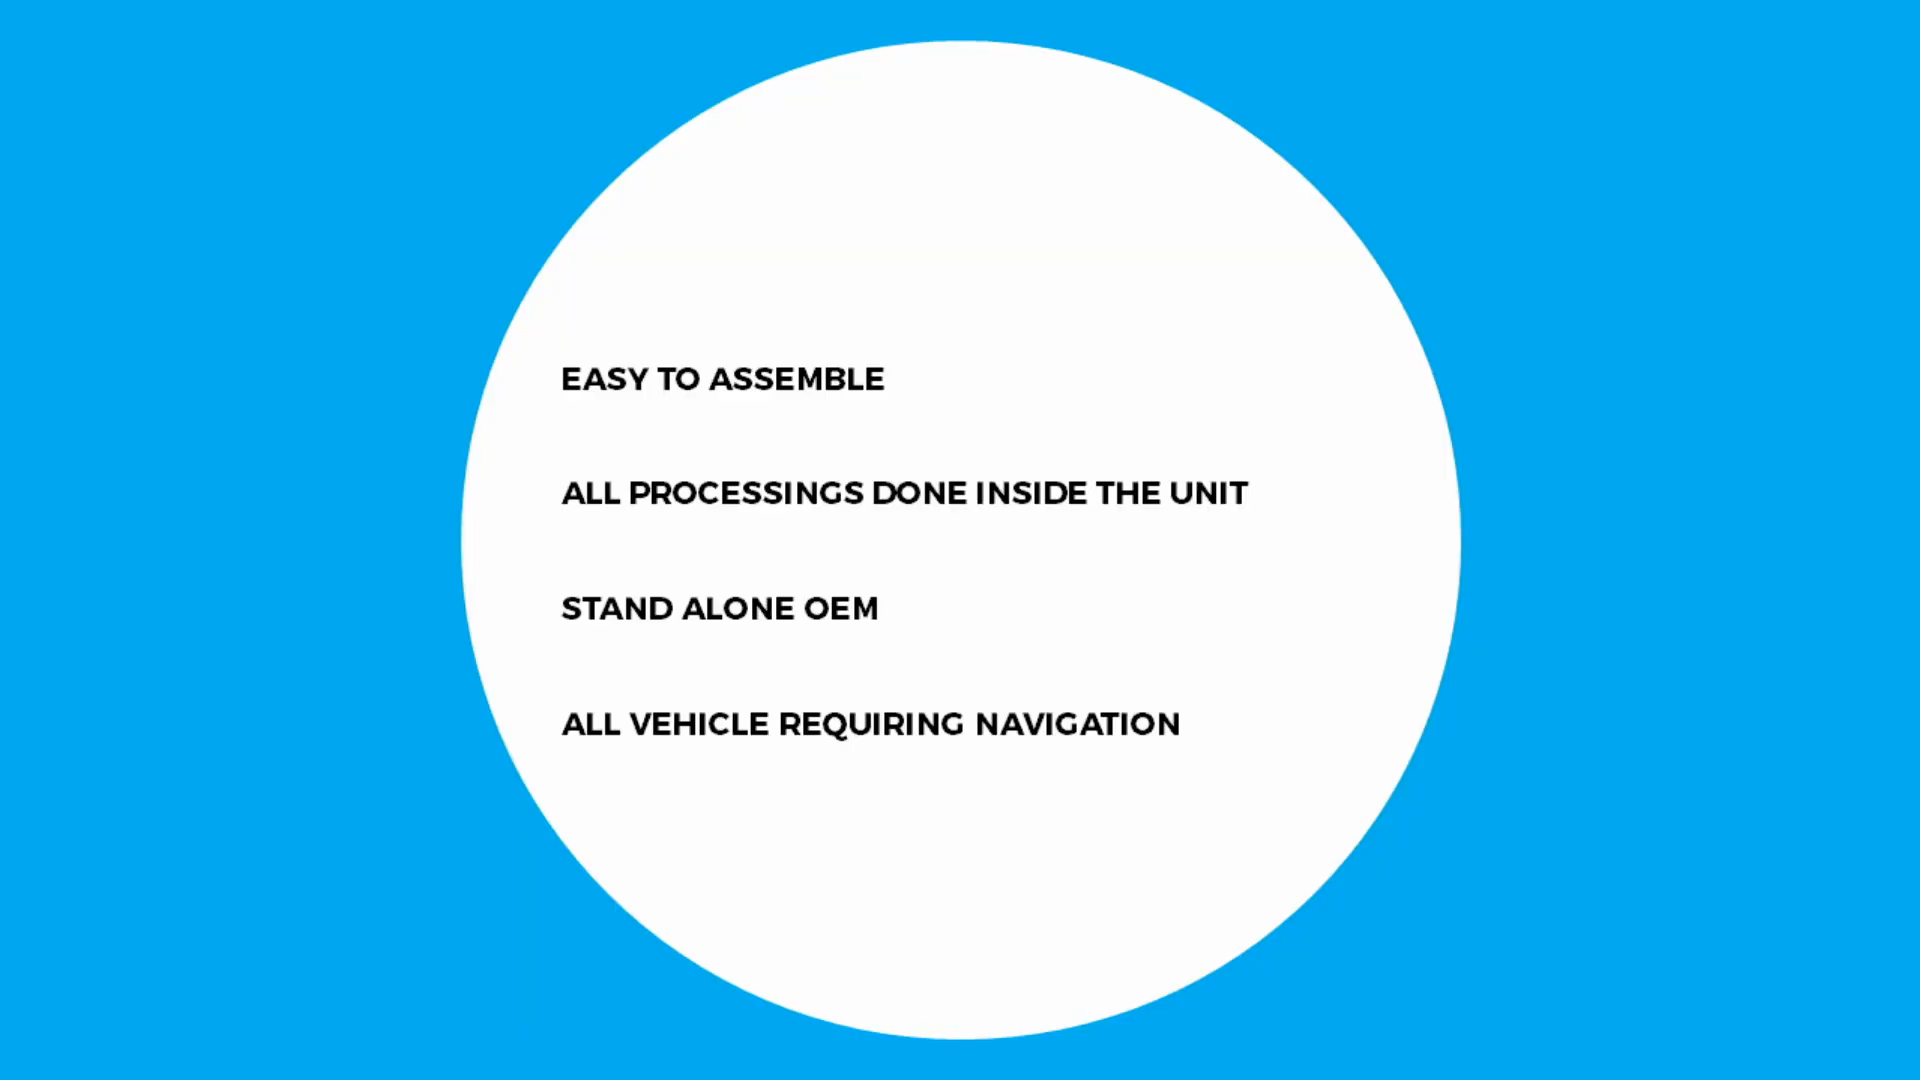 EASY TO ASSEMBLE
ALL PROCESSINGS DONE INSIDE THE UNIT
STAND ALONE OEM
ALL VEHICLE REQUIRING NAVIGATION